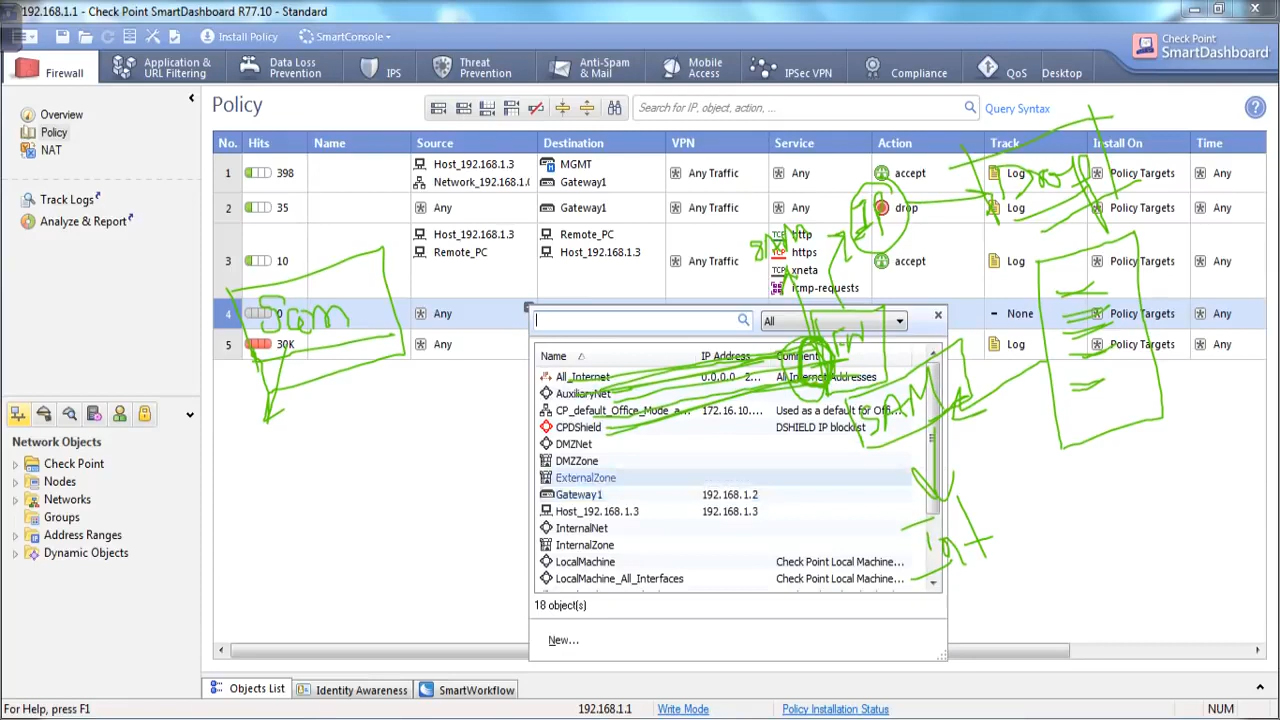 192.168.1.1 - Check Point SmartDashboard R77.10 - Standard
Install Policy SmartConsole
Check Point SmartDashboard
Firewall Application & URL Filtering Data Loss Prevention IPS Threat Prevention Anti-Spam & Mail Mobile Access IPSec VPN Compliance QoS Desktop
Overview
Policy
NAT
Track Logs
Analyze & Report
Policy
Search for IP, object, action, ...
Query Syntax
No. Hits Name Source Destination VPN Service Action Track Install On Time
1 398 Host_192.168.1.3 MGMT Any Traffic Any accept Log Policy Targets Any
Network_192.168.1.0 Gateway1
2 35 Any Gateway1 Any Traffic Any drop Log Policy Targets Any
Host_192.168.1.3 Remote_PC http
3 10 Remote_PC Host_192.168.1.3 Any Traffic https accept Log Policy Targets Any
xneta
icmp-requests
4 0 Any None Policy Targets Any
5 30K Any Log Policy Targets Any
IP
FW
SAM
All
Name IP Address Comment
All_Internet 0.0.0.0 2... All Internet Addresses
AuxiliaryNet
CP_default_Office_Mode_a... 172.16.10.... Used as a default for Offi...
CPDShield DSHIELD IP blocklist
DMZNet
DMZZone
ExternalZone
Gateway1 192.168.1.2
Host_192.168.1.3 192.168.1.3
InternalNet
InternalZone
LocalMachine Check Point Local Machine...
LocalMachine_All_Interfaces Check Point Local Machine...
18 object(s)
New...
Int
Network Objects
Check Point
Nodes
Networks
Groups
Address Ranges
Dynamic Objects
Objects List Identity Awareness SmartWorkflow
For Help, press F1 192.168.1.1 Write Mode Policy Installation Status NUM